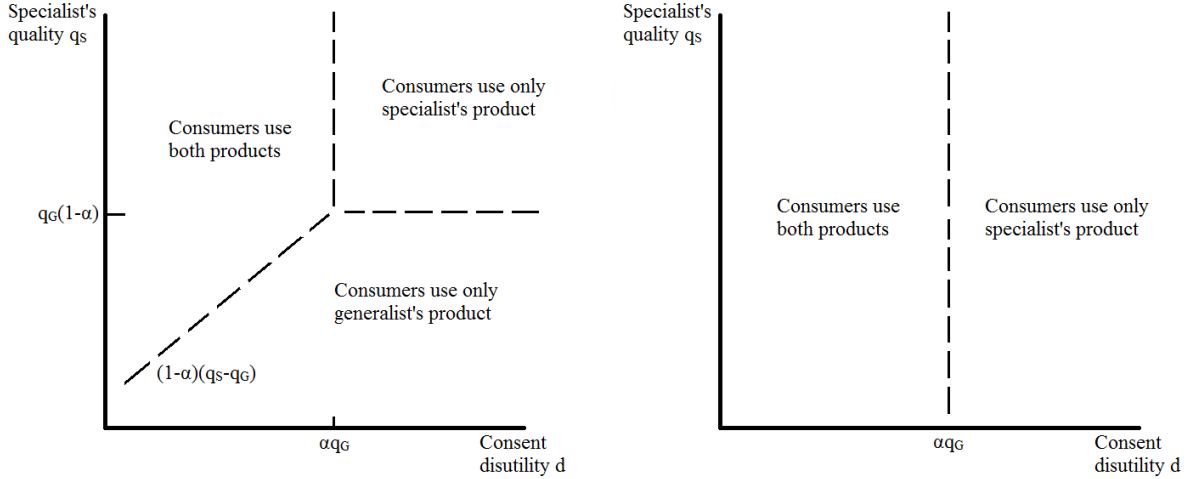 Specialist's
quality qS
Consumers use only
specialist's product
Consumers use
both products
qG(1-α)
Consumers use only
generalist's product
(1-α)(qS-qG)
αqG
Consent
disutility d
Specialist's
quality qS
Consumers use
both products
Consumers use only
specialist's product
αqG
Consent
disutility d